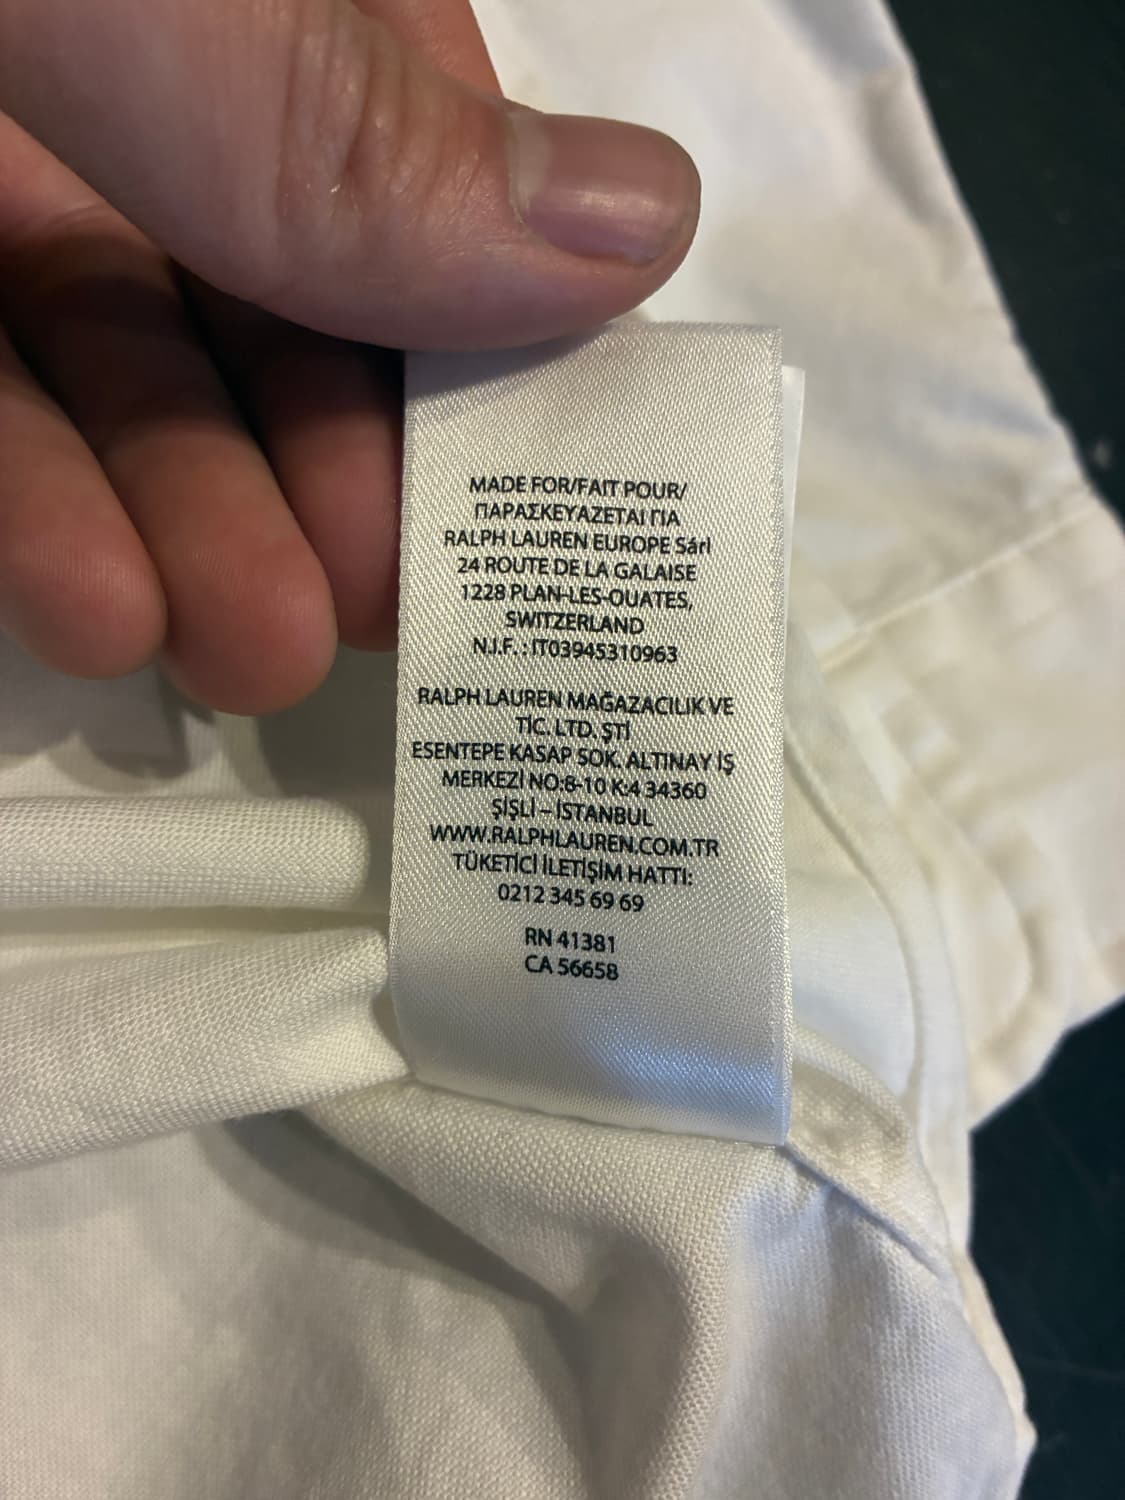 MADE FOR/FAIT POUR/
ΠΑΡΑΣΚΕΥΑΖΕΤΑΙ ΓΙΑ
RALPH LAUREN EUROPE Sárl
24 ROUTE DE LA GALAISE
1228 PLAN-LES-OUATES,
SWITZERLAND
N.I.F. : IT03945310963
RALPH LAUREN MAĞAZACILIK VE
TİC. LTD. ŞTİ
ESENTEPE KASAP SOK. ALTINAY İŞ
MERKEZİ NO:8-10 K:4 34360
ŞİŞLİ – İSTANBUL
WWW.RALPHLAUREN.COM.TR
TÜKETİCİ İLETİŞİM HATTI:
0212 345 69 69
RN 41381
CA 56658